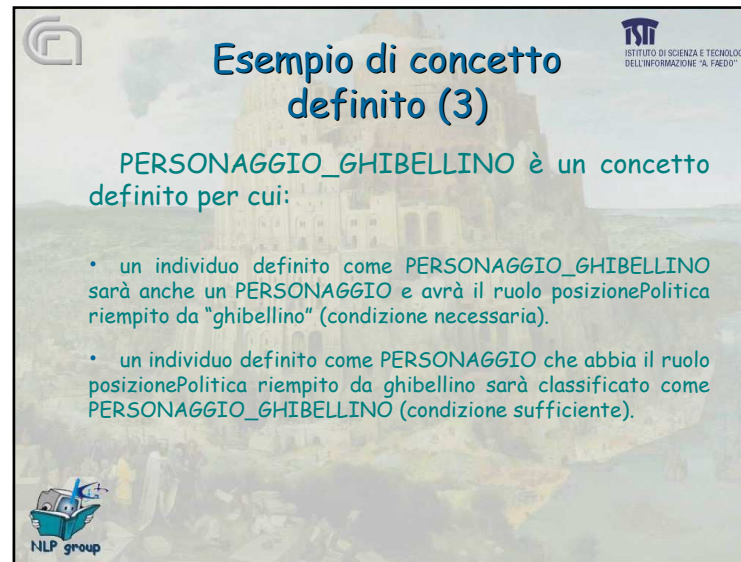 ISTI
ISTITUTO DI SCIENZA E TECNOLOG
DELL'INFORMAZIONE "A. FAEDO"
Esempio di concetto
definito (3)
PERSONAGGIO_GHIBELLINO è un concetto
definito per cui:
• un individuo definito come PERSONAGGIO_GHIBELLINO
sarà anche un PERSONAGGIO e avrà il ruolo posizionePolitica
riempito da "ghibellino" (condizione necessaria).
• un individuo definito come PERSONAGGIO che abbia il ruolo
posizionePolitica riempito da ghibellino sarà classificato come
PERSONAGGIO_GHIBELLINO (condizione sufficiente).
NLP group